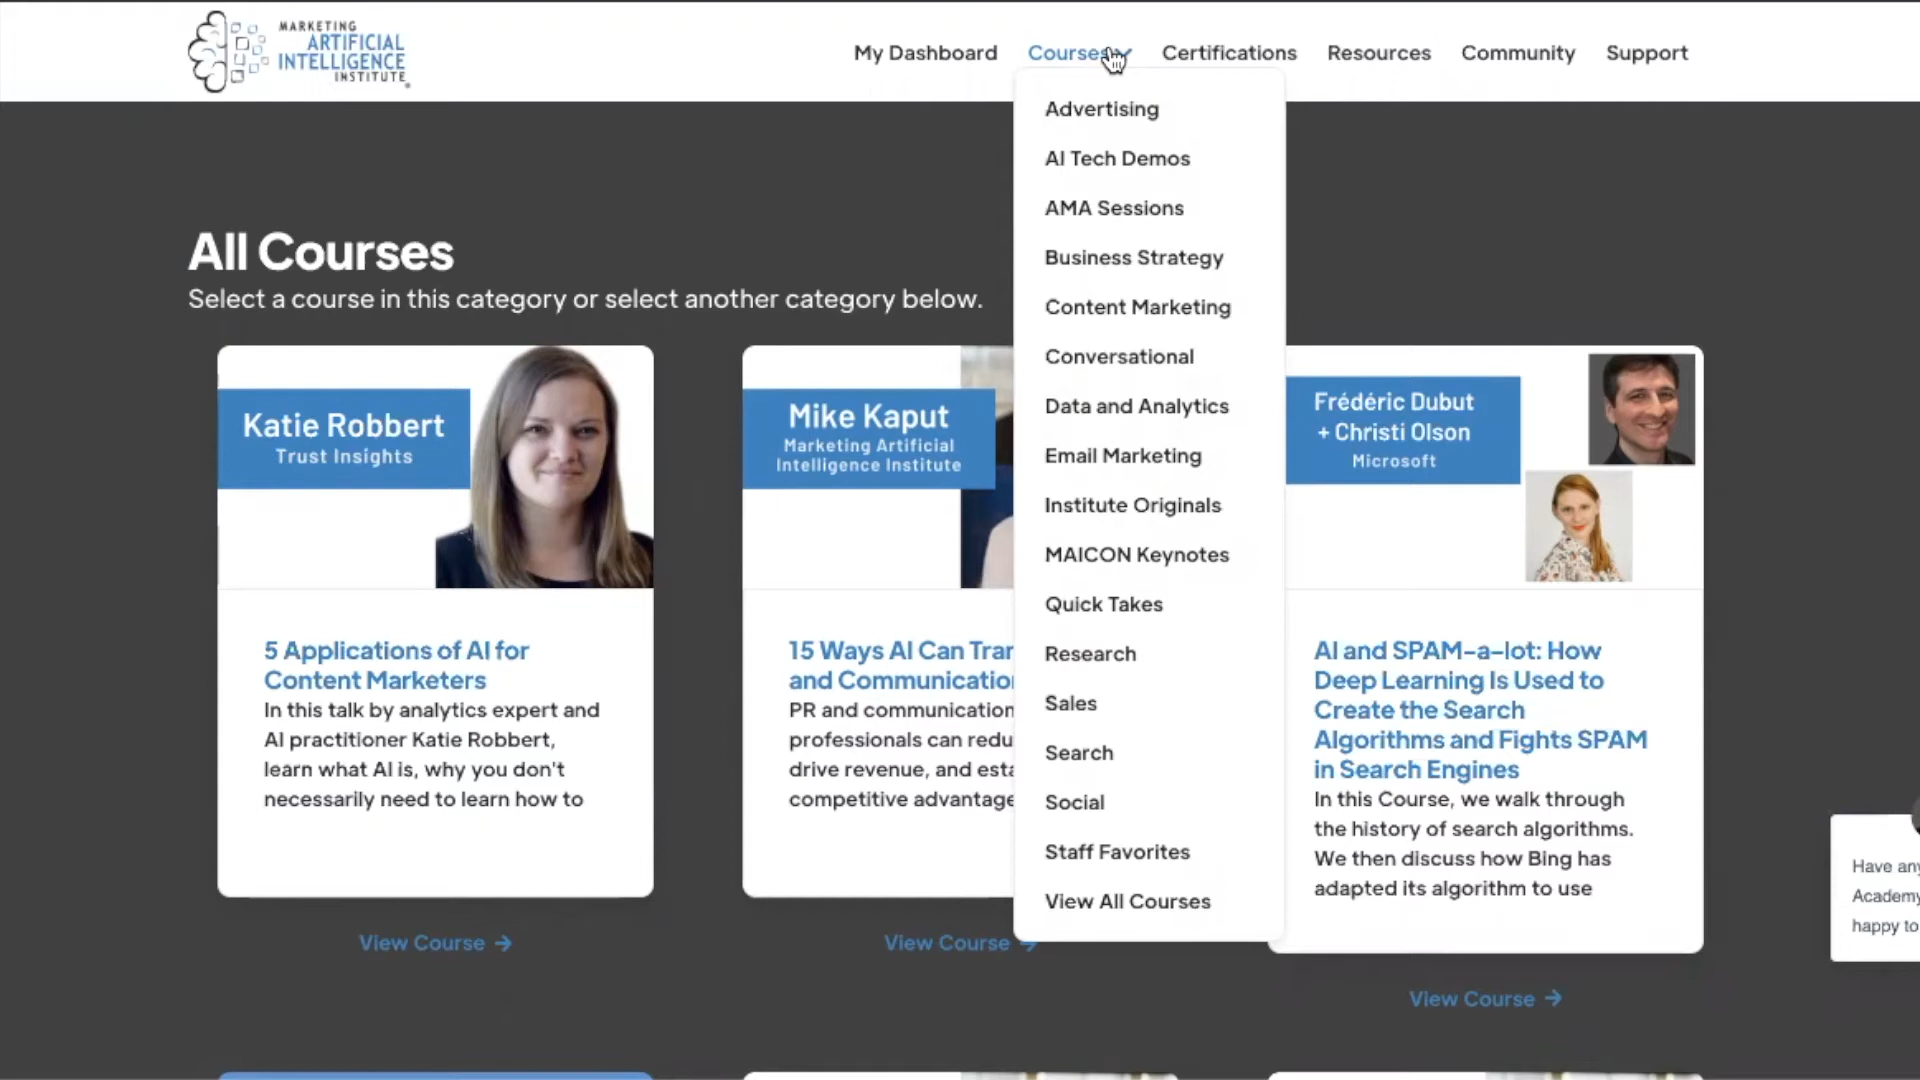 MARKETING
ARTIFICIAL
INTELLIGENCE
INSTITUTE
My Dashboard
Courses
Certifications
Resources
Community
Support
Advertising
AI Tech Demos
AMA Sessions
Business Strategy
Content Marketing
Conversational
Data and Analytics
Email Marketing
Institute Originals
MAICON Keynotes
Quick Takes
Research
Sales
Search
Social
Staff Favorites
View All Courses
All Courses
Select a course in this category or select another category below.
Katie Robbert
Trust Insights
5 Applications of AI for
Content Marketers
In this talk by analytics expert and
AI practitioner Katie Robbert,
learn what AI is, why you don't
necessarily need to learn how to
View Course
Mike Kaput
Marketing Artificial
Intelligence Institute
15 Ways AI Can
and
PR and
professionals can
drive revenue, and
competitive
View Course
Frédéric Dubut
+ Christi Olson
Microsoft
AI and SPAM-a-lot: How
Deep Learning Is Used to
Create the Search
Algorithms and Fights SPAM
in Search Engines
In this Course, we walk through
the history of search algorithms.
We then discuss how Bing has
adapted its algorithm to use
View Course
Have
Academy
happy to